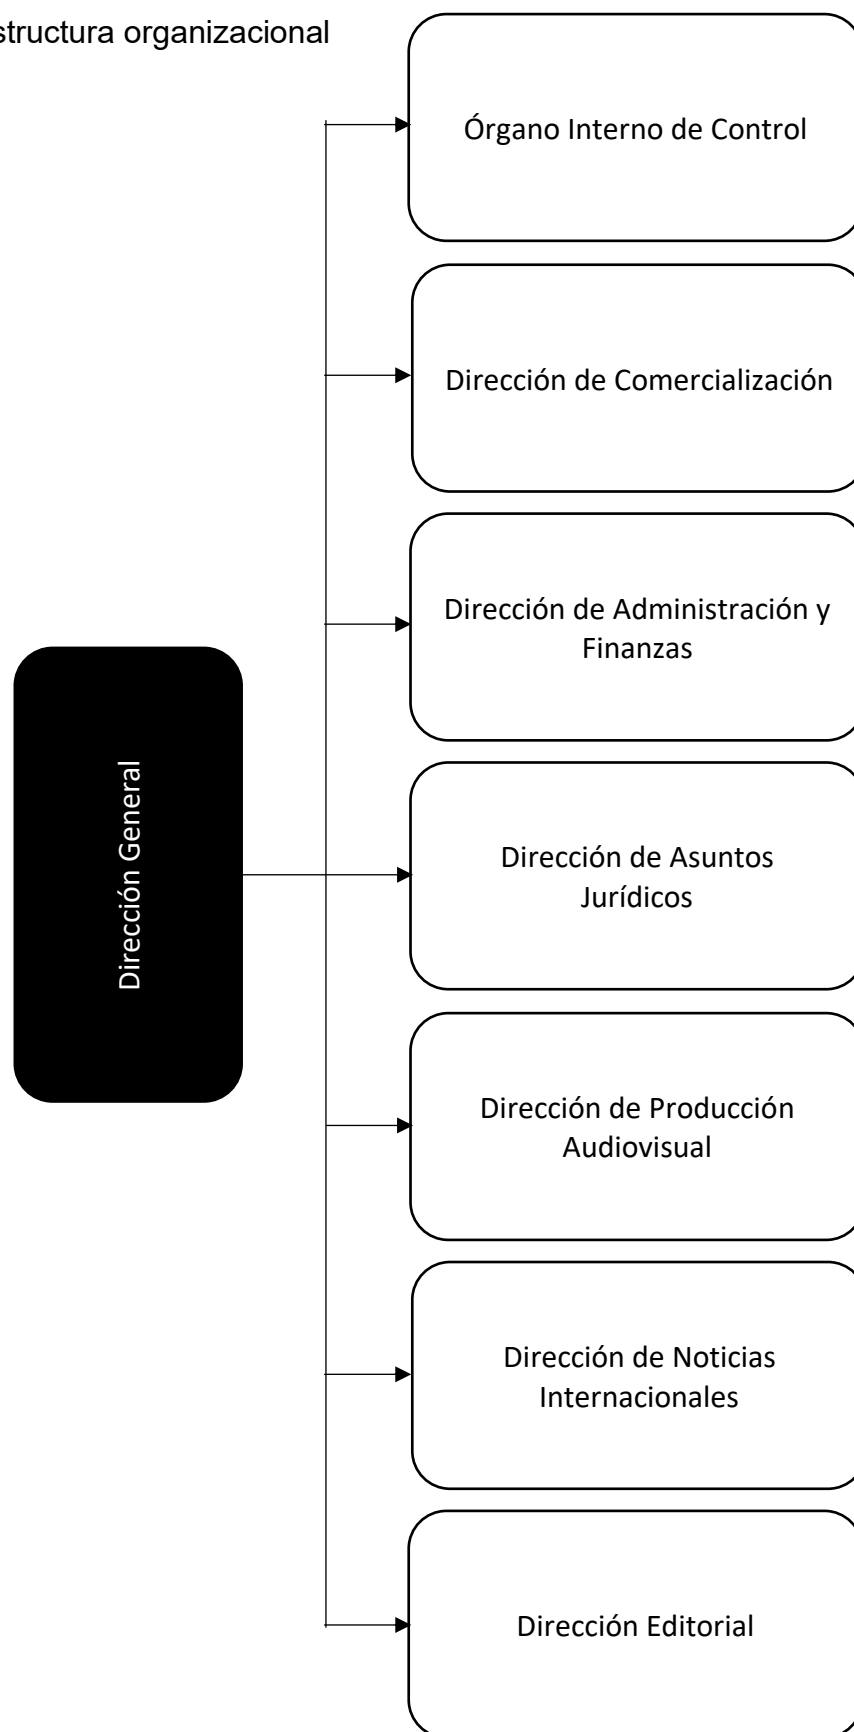 structura organizacional
Órgano Interno de Control
Dirección de Comercialización
Dirección de Administración y
Finanzas
Dirección General
Dirección de Asuntos
Jurídicos
Dirección de Producción
Audiovisual
Dirección de Noticias
Internacionales
Dirección Editorial